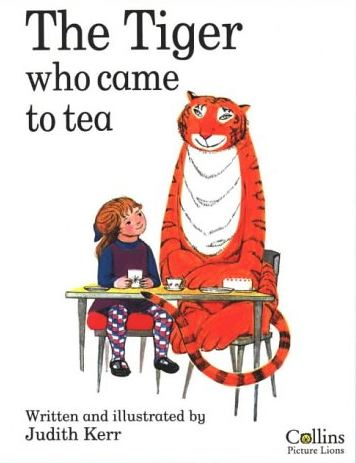 The Tiger
who came
to tea
Written and illustrated by
Judith Kerr
Collins
Picture Lions